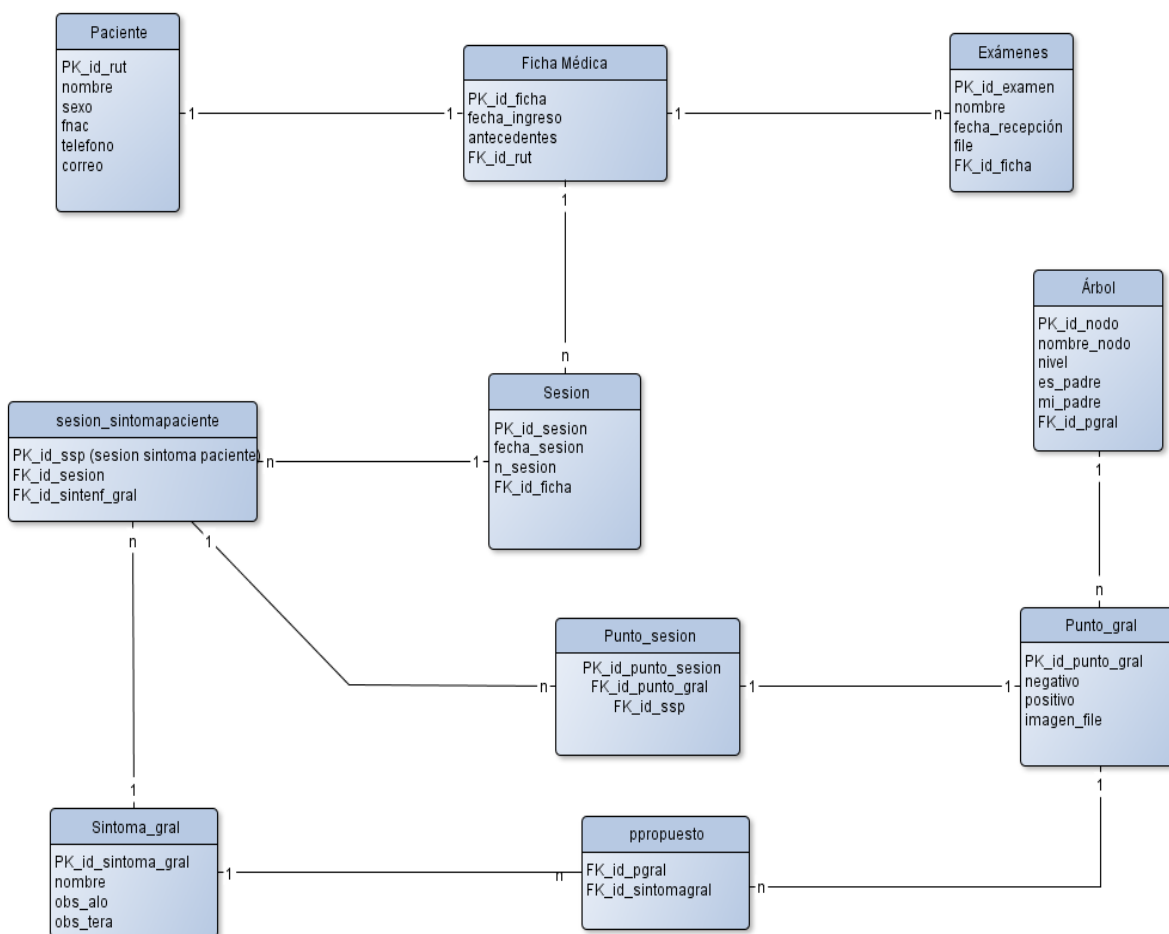 Paciente
PK_id_rut
nombre
sexo
fnac
telefono
correo
1
1
Ficha Médica
PK_id_ficha
fecha_ingreso
antecedentes
FK_id_rut
1
n
Exámenes
PK_id_examen
nombre
fecha_recepción
file
FK_id_ficha
1
n
Árbol
PK_id_nodo
nombre_nodo
nivel
es_padre
mi_padre
FK_id_pgral
1
n
Sesion
PK_id_sesion
fecha_sesion
n_sesion
FK_id_ficha
sesion_sintomapaciente
PK_id_ssp (sesion sintoma paciente)
FK_id_sesion
FK_id_sintenf_gral
n
1
n
1
1
n
Punto_sesion
PK_id_punto_sesion
FK_id_punto_gral
FK_id_ssp
1
1
Punto_gral
PK_id_punto_gral
negativo
positivo
imagen_file
1
n
Sintoma_gral
PK_id_sintoma_gral
nombre
obs_alo
obs_tera
1
n
ppropuesto
FK_id_pgral
FK_id_sintomagral